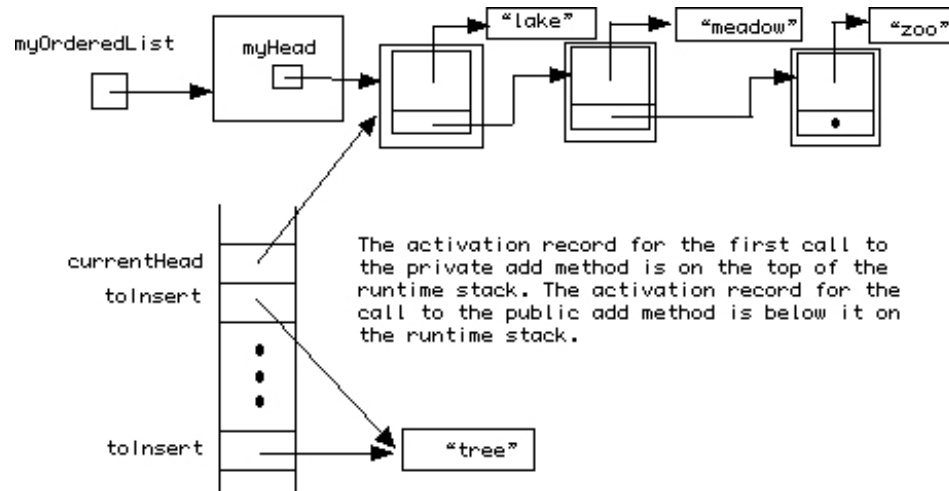 "lake"
"meadow"
"zoo"
myOrderedList
myHead
currentHead
toInsert
The activation record for the first call to
the private add method is on the top of the
runtime stack. The activation record for the
call to the public add method is below it on
the runtime stack.
toInsert
"tree"